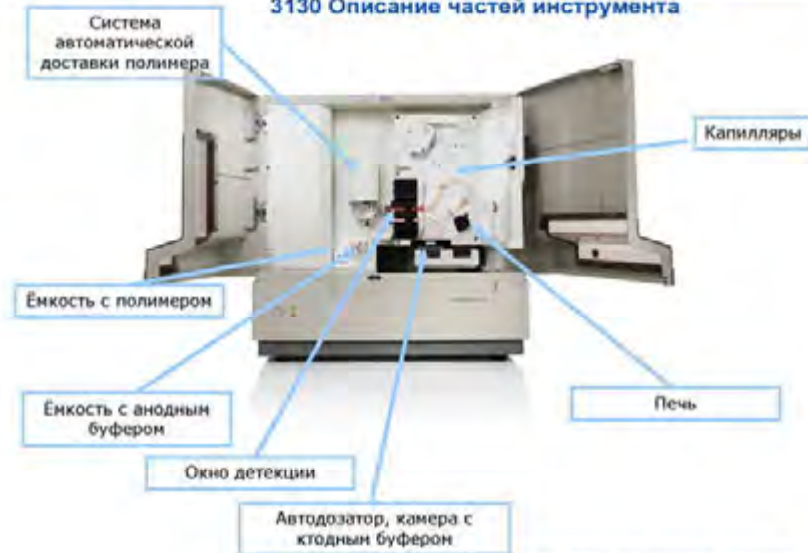 3130 Описание частей инструмента
Система
автоматической
доставки полимера
Капилляры
Ёмкость с полимером
Ёмкость с анодным
буфером
Печь
Окно детекции
Автодозатор, камера с
ктодным буфером